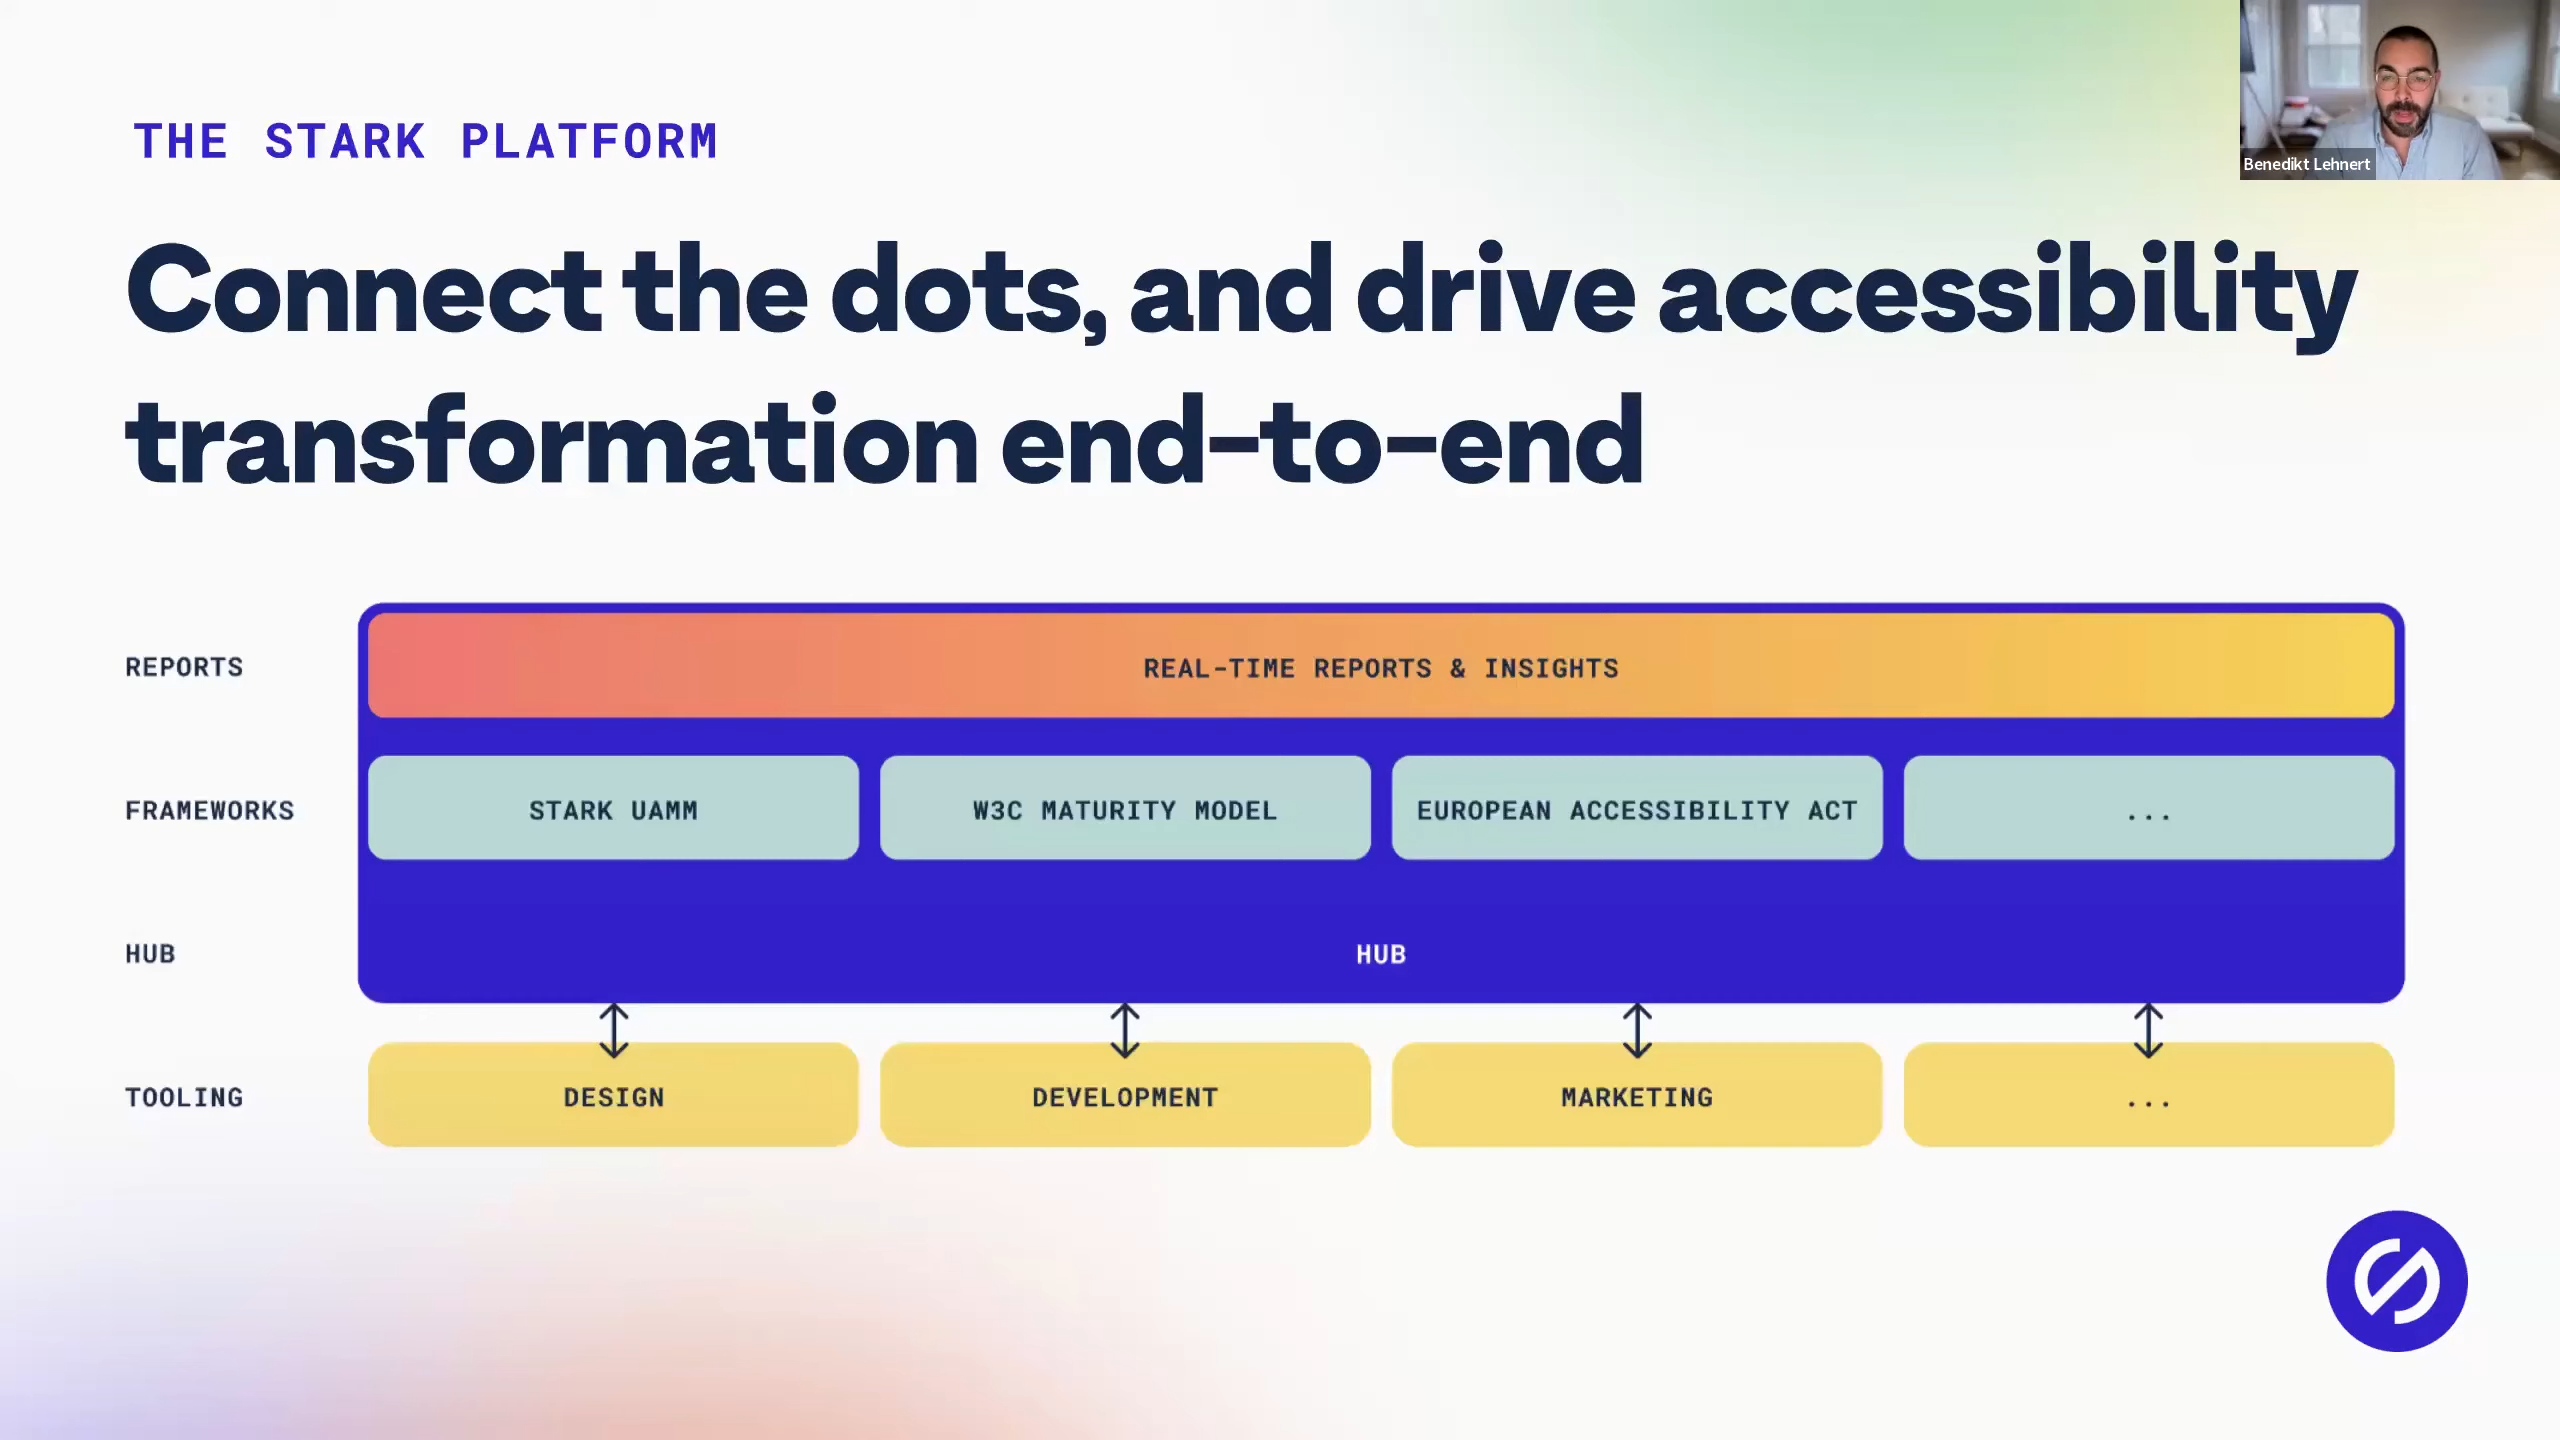 THE STARK PLATFORM
Benedikt Lehnert
Connect the dots, and drive accessibility
transformation end-to-end
REPORTS
REAL-TIME REPORTS & INSIGHTS
FRAMEWORKS
STARK UAMM
W3C MATURITY MODEL
EUROPEAN ACCESSIBILITY ACT
...
HUB
HUB
TOOLING
DESIGN
DEVELOPMENT
MARKETING
...